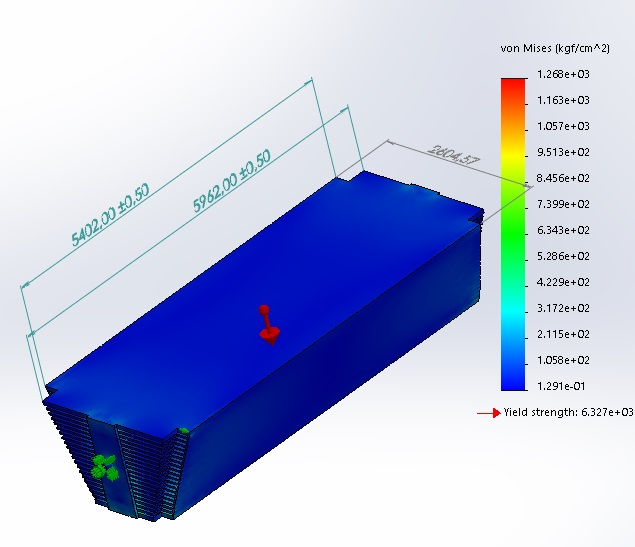 von Mises (kgf/cm^2)
1.268e+03
1.163e+03
1.057e+03
9.513e+02
8.456e+02
7.399e+02
6.343e+02
5.286e+02
4.229e+02
3.172e+02
2.115e+02
1.058e+02
1.291e-01
Yield strength: 6.327e+03
5402,00 ±0,50
5962,00 ±0,50
2604,57